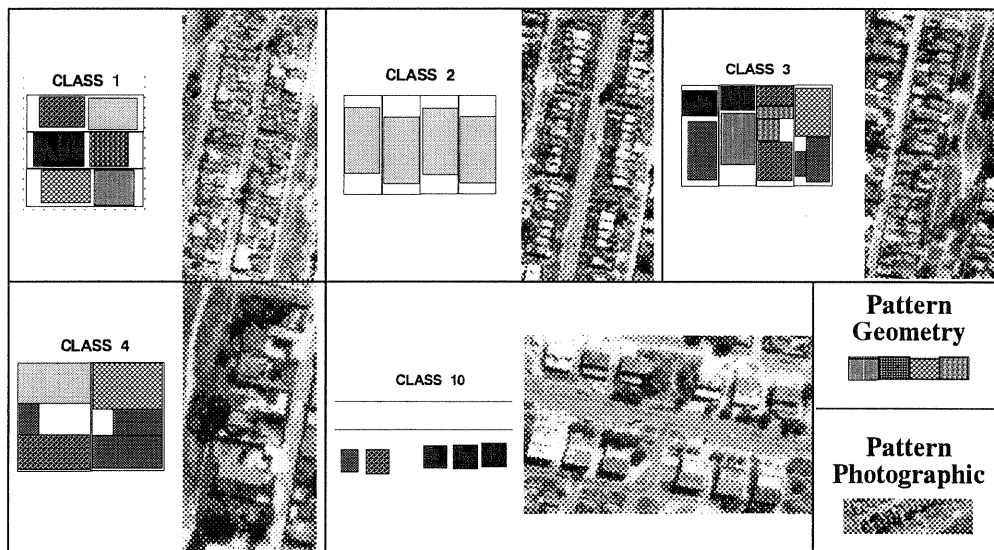 CLASS 1
CLASS 2
CLASS 3
CLASS 4
CLASS 10
Pattern
Geometry
Pattern
Photographic